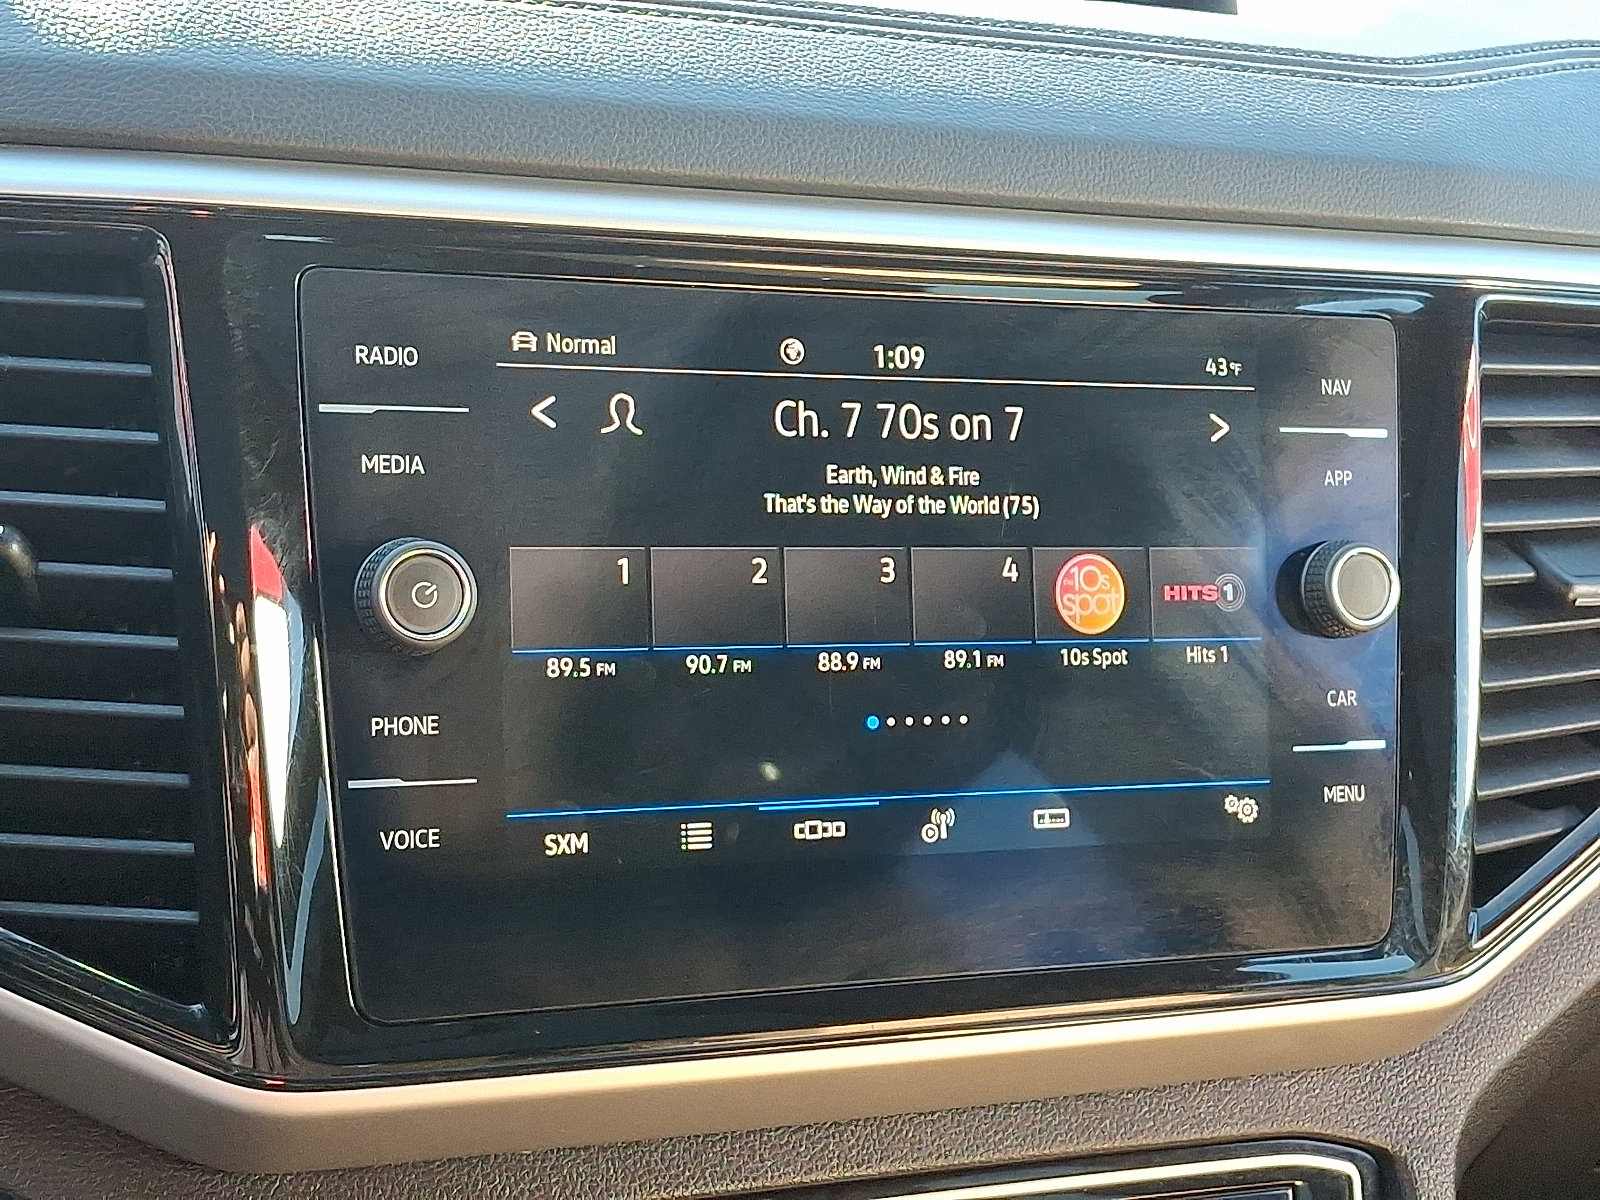 RADIO
MEDIA
PHONE
VOICE
Normal
1:09
43°F
Ch. 7 70s on 7
Earth, Wind & Fire
That's the Way of the World (75)
1
2
3
4
the 10s spot
HITS 1
89.5 FM
90.7 FM
88.9 FM
89.1 FM
10s Spot
Hits 1
SXM
NAV
APP
CAR
MENU